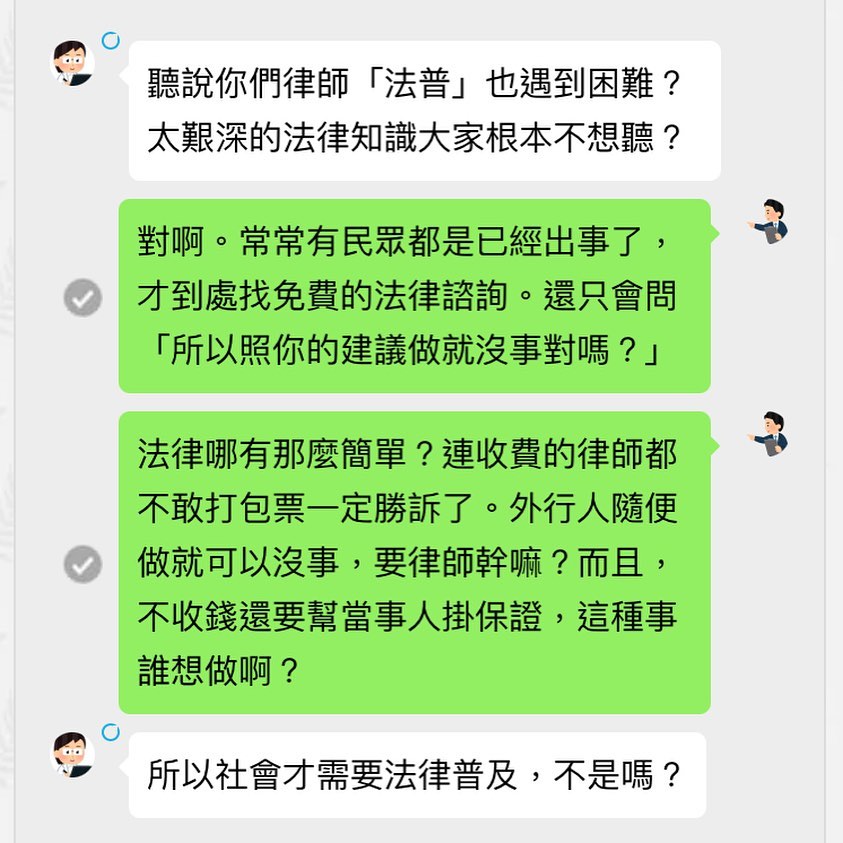 聽說你們律師「法普」也遇到困難？
太艱深的法律知識大家根本不想聽？
對啊。常常有民眾都是已經出事了，
才到處找免費的法律諮詢。還只會問
「所以照你的建議做就沒事對嗎？」
法律哪有那麼簡單？連收費的律師都
不敢打包票一定勝訴了。外行人隨便
做就可以沒事，要律師幹嘛？而且，
不收錢還要幫當事人掛保證，這種事
誰想做啊？
所以社會才需要法律普及，不是嗎？